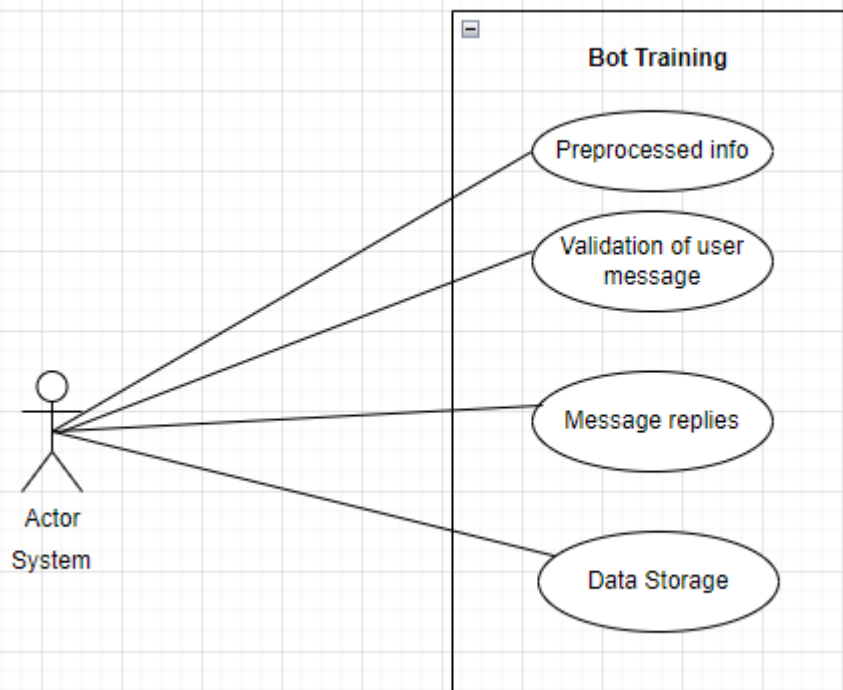 Bot Training
Preprocessed info
Validation of user
message
Message replies
Data Storage
Actor
System